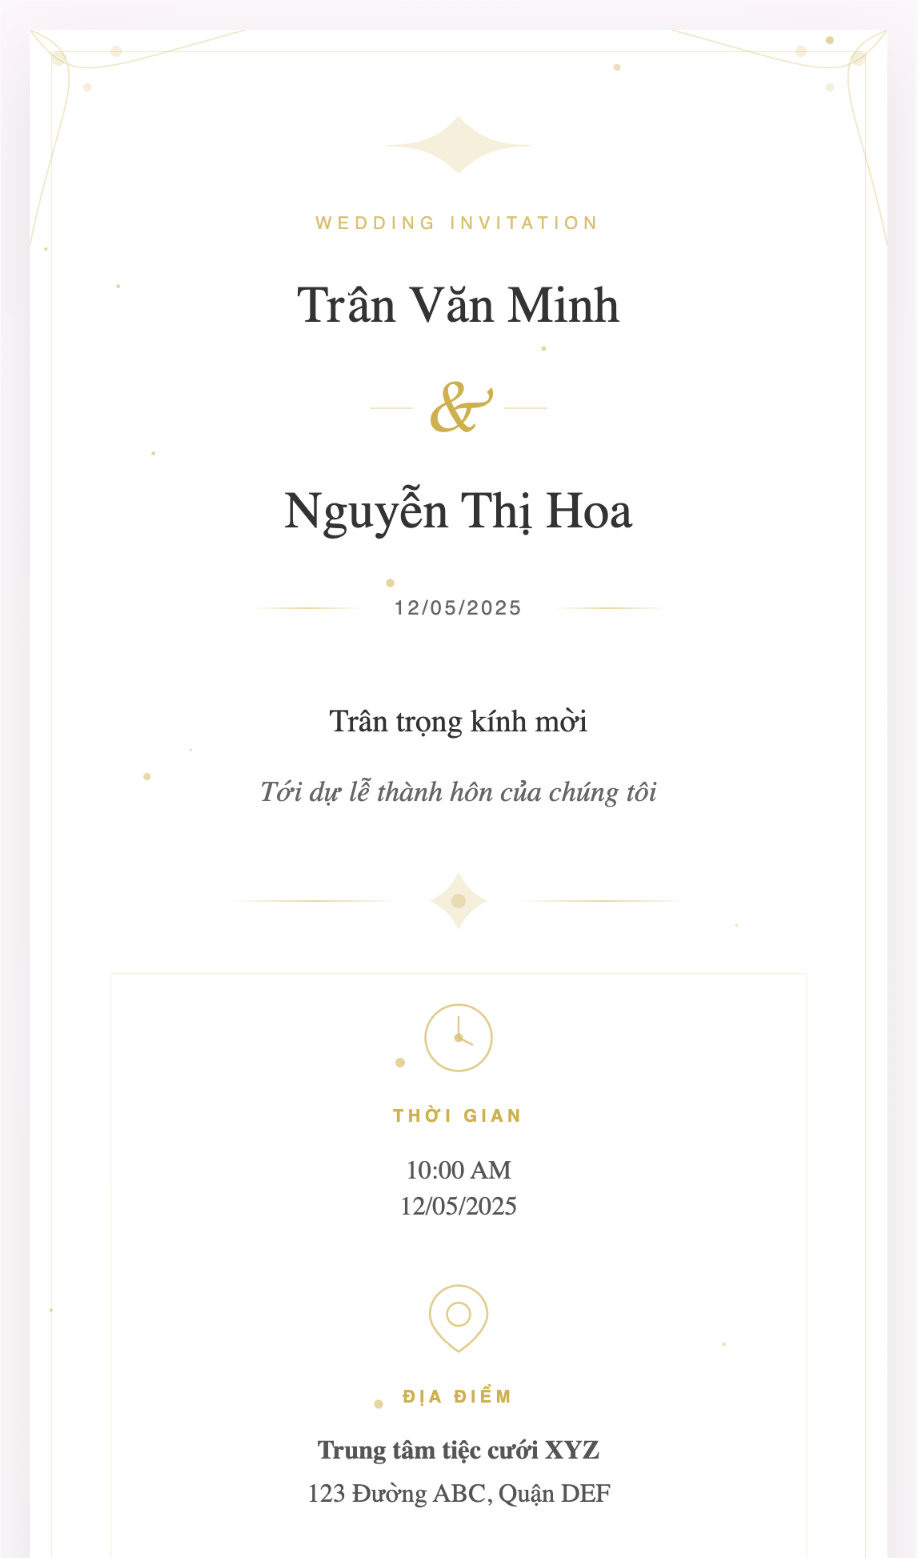 WEDDING INVITATION
Trân Văn Minh
&
Nguyễn Thị Hoa
12/05/2025
Trân trọng kính mời
Tới dự lễ thành hôn của chúng tôi
THỜI GIAN
10:00 AM
12/05/2025
ĐỊA ĐIỂM
Trung tâm tiệc cưới XYZ
123 Đường ABC, Quận DEF